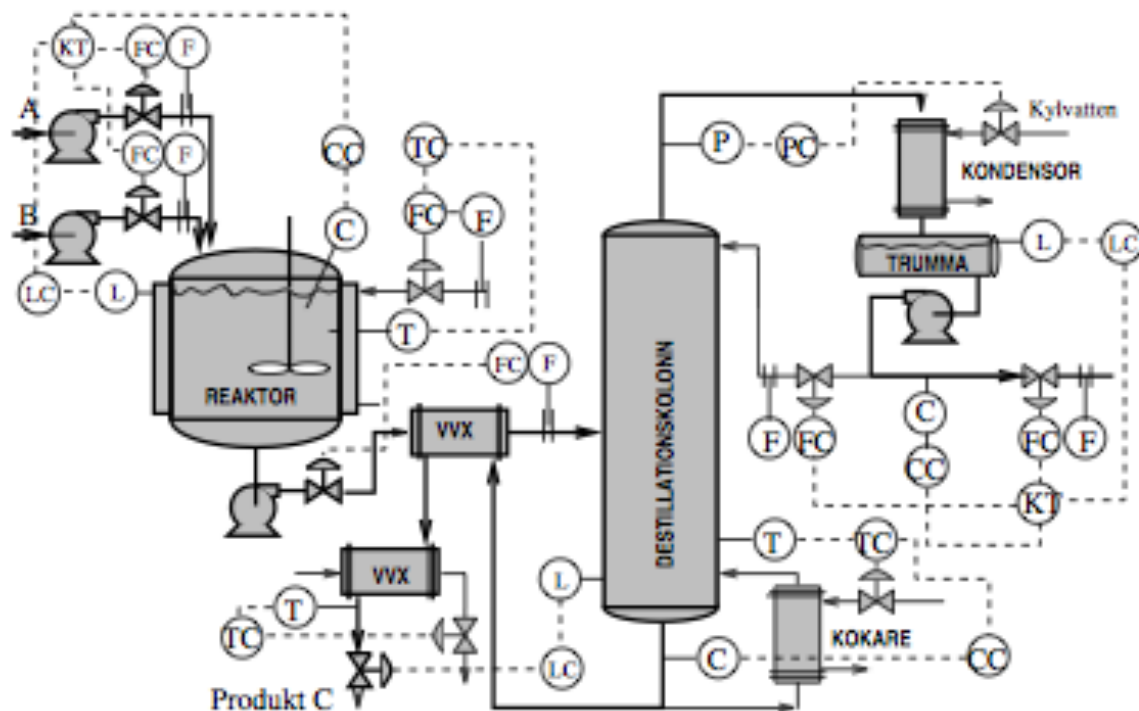 KT FC F
A
FC F
B
CC TC
FC F
C
LC L
T
REAKTOR
FC F
VVX
VVX
T
TC
Produkt C
L
LC
DESTILLATIONSKOLONN
P PC
Kylvatten
KONDENSOR
TRUMMA
L LC
F FC C FC F
CC
KT
T TC
KOKARE
C CC